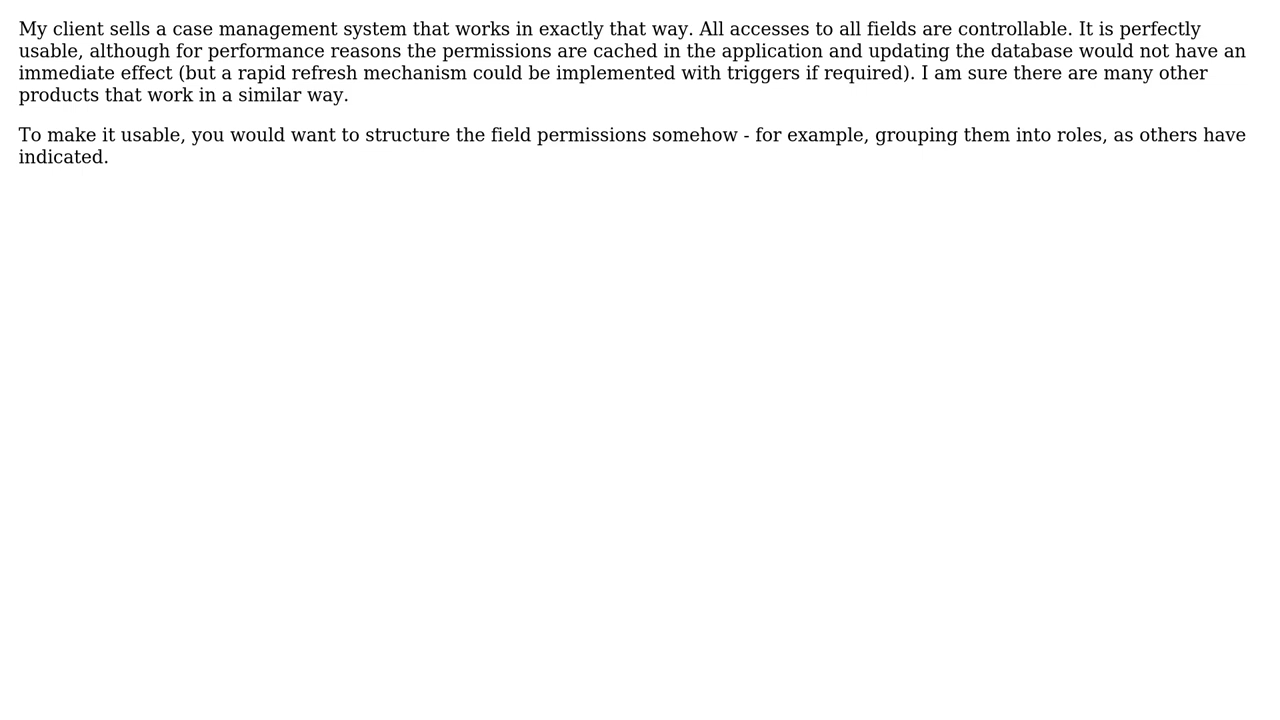 My client sells a case management system that works in exactly that way. All accesses to all fields are controllable. It is perfectly
usable, although for performance reasons the permissions are cached in the application and updating the database would not have an
immediate effect (but a rapid refresh mechanism could be implemented with triggers if required). I am sure there are many other
products that work in a similar way.
To make it usable, you would want to structure the field permissions somehow - for example, grouping them into roles, as others have
indicated.